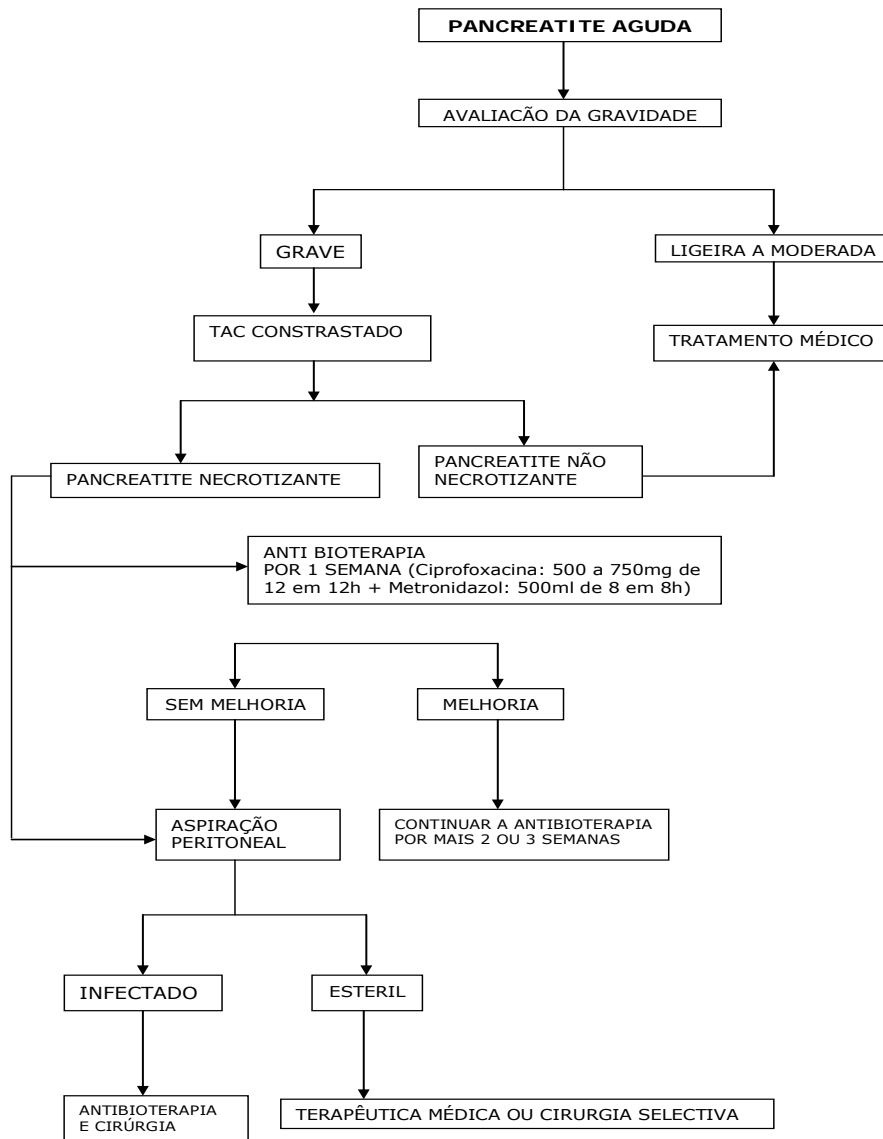 PANCREATITE AGUDA
AVALIACÃO DA GRAVIDADE
GRAVE
LIGEIRA A MODERADA
TAC CONSTRASTADO
TRATAMENTO MÉDICO
PANCREATITE NECROTIZANTE
PANCREATITE NÃO
NECROTIZANTE
ANTI BIOTERAPIA
POR 1 SEMANA (Ciprofoxacina: 500 a 750mg de
12 em 12h + Metronidazol: 500ml de 8 em 8h)
SEM MELHORIA
MELHORIA
ASPIRAÇÃO
PERITONEAL
CONTINUAR A ANTIBIOTERAPIA
POR MAIS 2 OU 3 SEMANAS
INFECTADO
ESTERIL
ANTIBIOTERAPIA
E CIRÚRGIA
TERAPÊUTICA MÉDICA OU CIRURGIA SELECTIVA